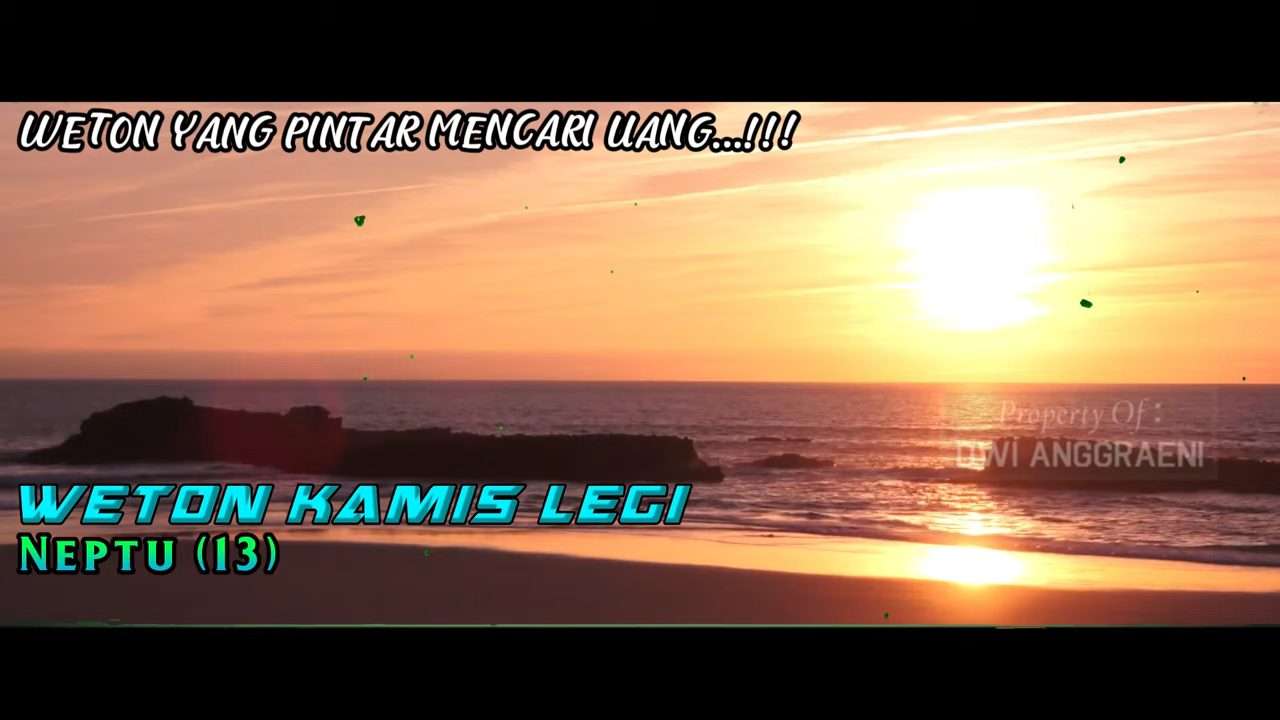 WETON YANG PINTAR MENCARI UANG...!!!
Property Of :
DWI ANGGRAENI
WETON KAMIS LEGI
NEPTU (13)